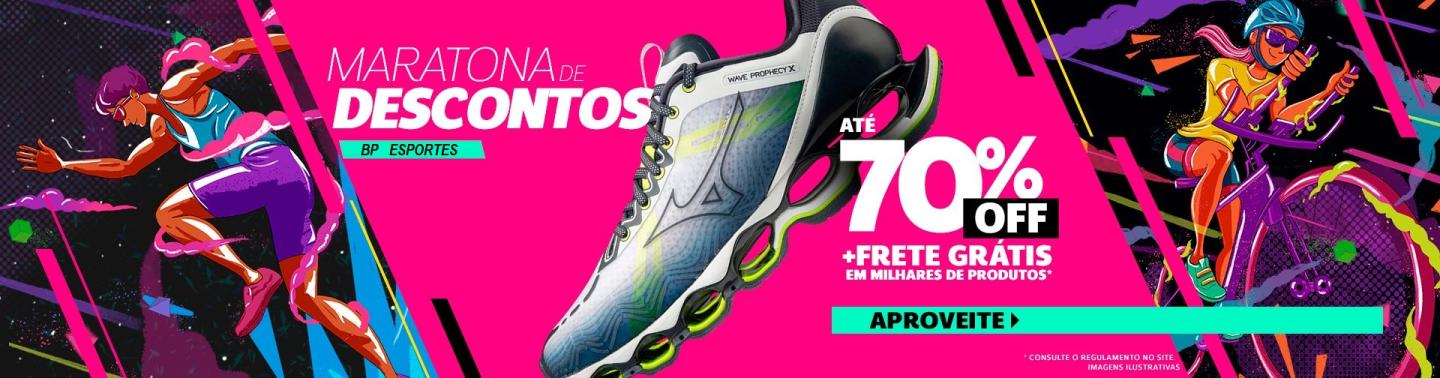 MARATONA DE
DESCONTOS
BP ESPORTES
WAVE PROPHECY X
ATÉ
70%
OFF
+FRETE GRÁTIS
EM MILHARES DE PRODUTOS*
APROVEITE
* CONSULTE O REGULAMENTO NO SITE.
IMAGENS ILUSTRATIVAS